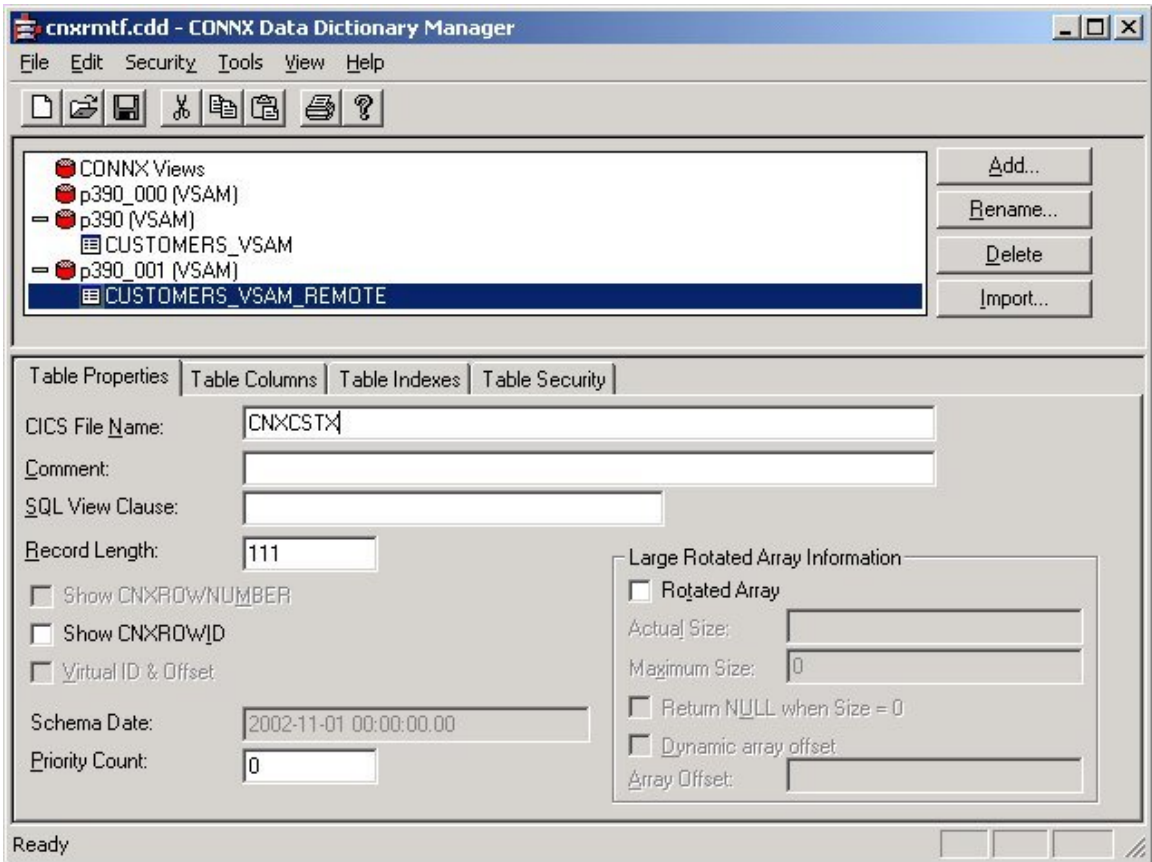 cnxrmtf.cdd - CONNX Data Dictionary Manager
File Edit Security Tools View Help
CONNX Views
p390_000 (VSAM)
p390 (VSAM)
CUSTOMERS_VSAM
p390_001 (VSAM)
CUSTOMERS_VSAM_REMOTE
Add...
Rename...
Delete
Import...
Table Properties Table Columns Table Indexes Table Security
CICS File Name: CNXCSTX
Comment:
SQL View Clause:
Record Length: 111
Show CNXROWNUMBER
Show CNXROWID
Virtual ID & Offset
Schema Date: 2002-11-01 00:00:00.00
Priority Count: 0
Large Rotated Array Information
Rotated Array
Actual Size:
Maximum Size: 0
Return NULL when Size = 0
Dynamic array offset
Array Offset:
Ready